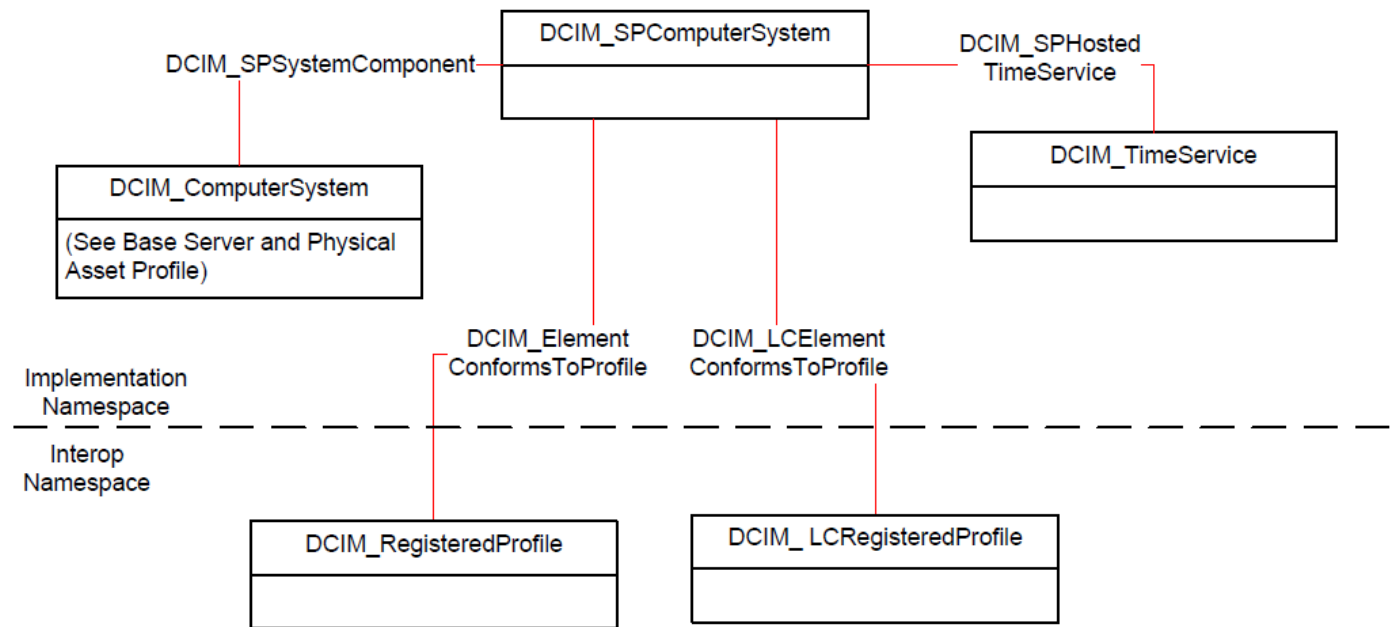 DCIM_SPComputerSystem
DCIM_SPSystemComponent
DCIM_SPHosted
TimeService
DCIM_ComputerSystem
(See Base Server and Physical
Asset Profile)
DCIM_TimeService
DCIM_Element
ConformsToProfile
DCIM_LCElement
ConformsToProfile
Implementation
Namespace
Interop
Namespace
DCIM_RegisteredProfile
DCIM_ LCRegisteredProfile